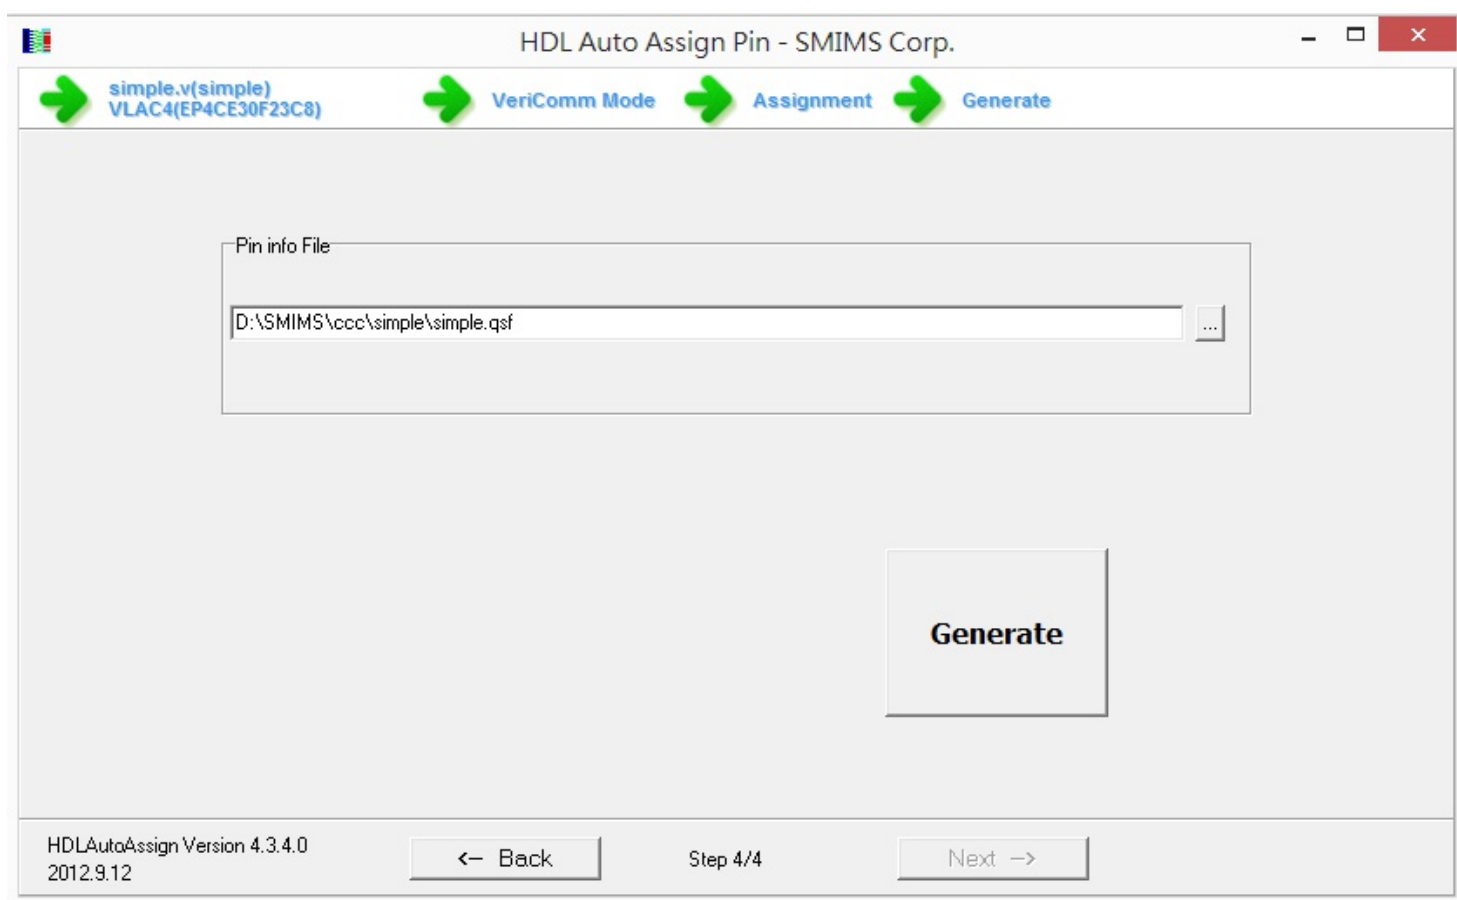 HDL Auto Assign Pin - SMIMS Corp.
simple.v(simple)
VLAC4(EP4CE30F23C8)
VeriComm Mode
Assignment
Generate
Pin info File
D:\SMIMS\ccc\simple\simple.qsf
...
Generate
HDLAutoAssign Version 4.3.4.0
2012.9.12
<- Back
Step 4/4
Next ->